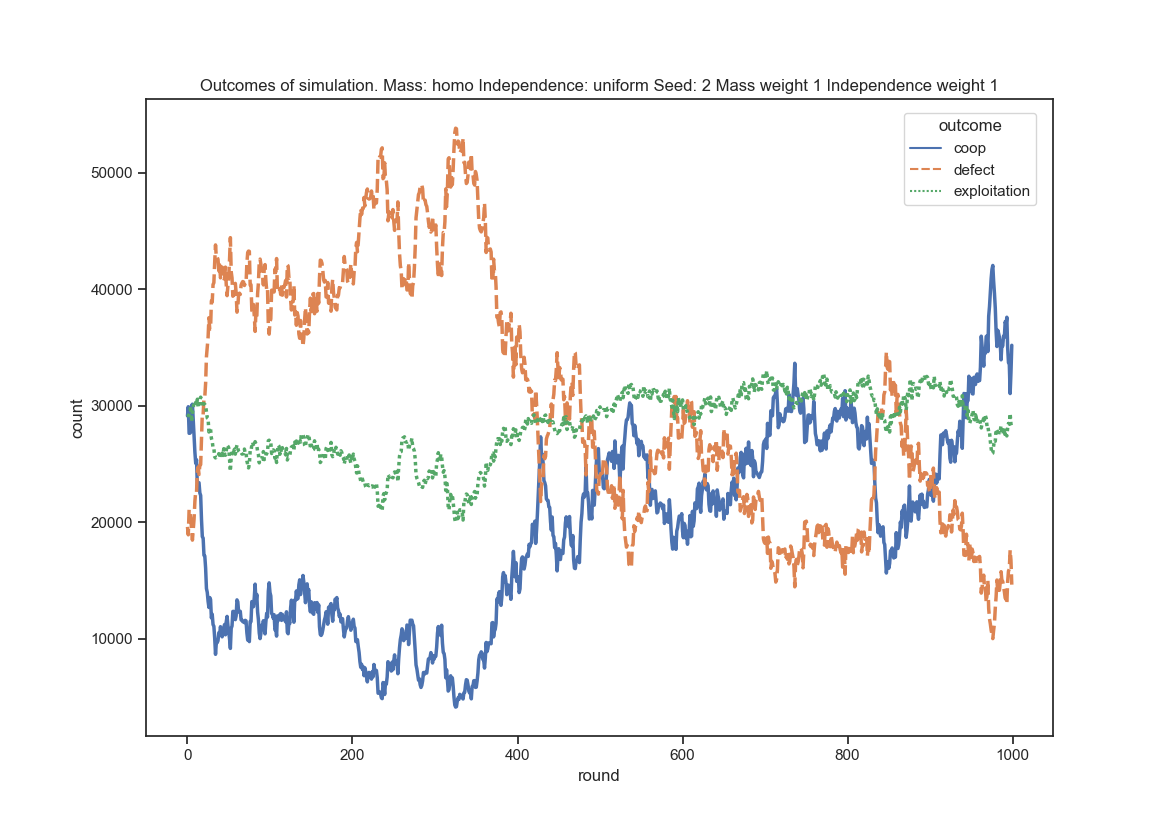 Outcomes of simulation. Mass: homo Independence: uniform Seed: 2 Mass weight 1 Independence weight 1
outcome
coop
defect
exploitation
50000
40000
30000
20000
10000
count
0
200
400
600
800
1000
round